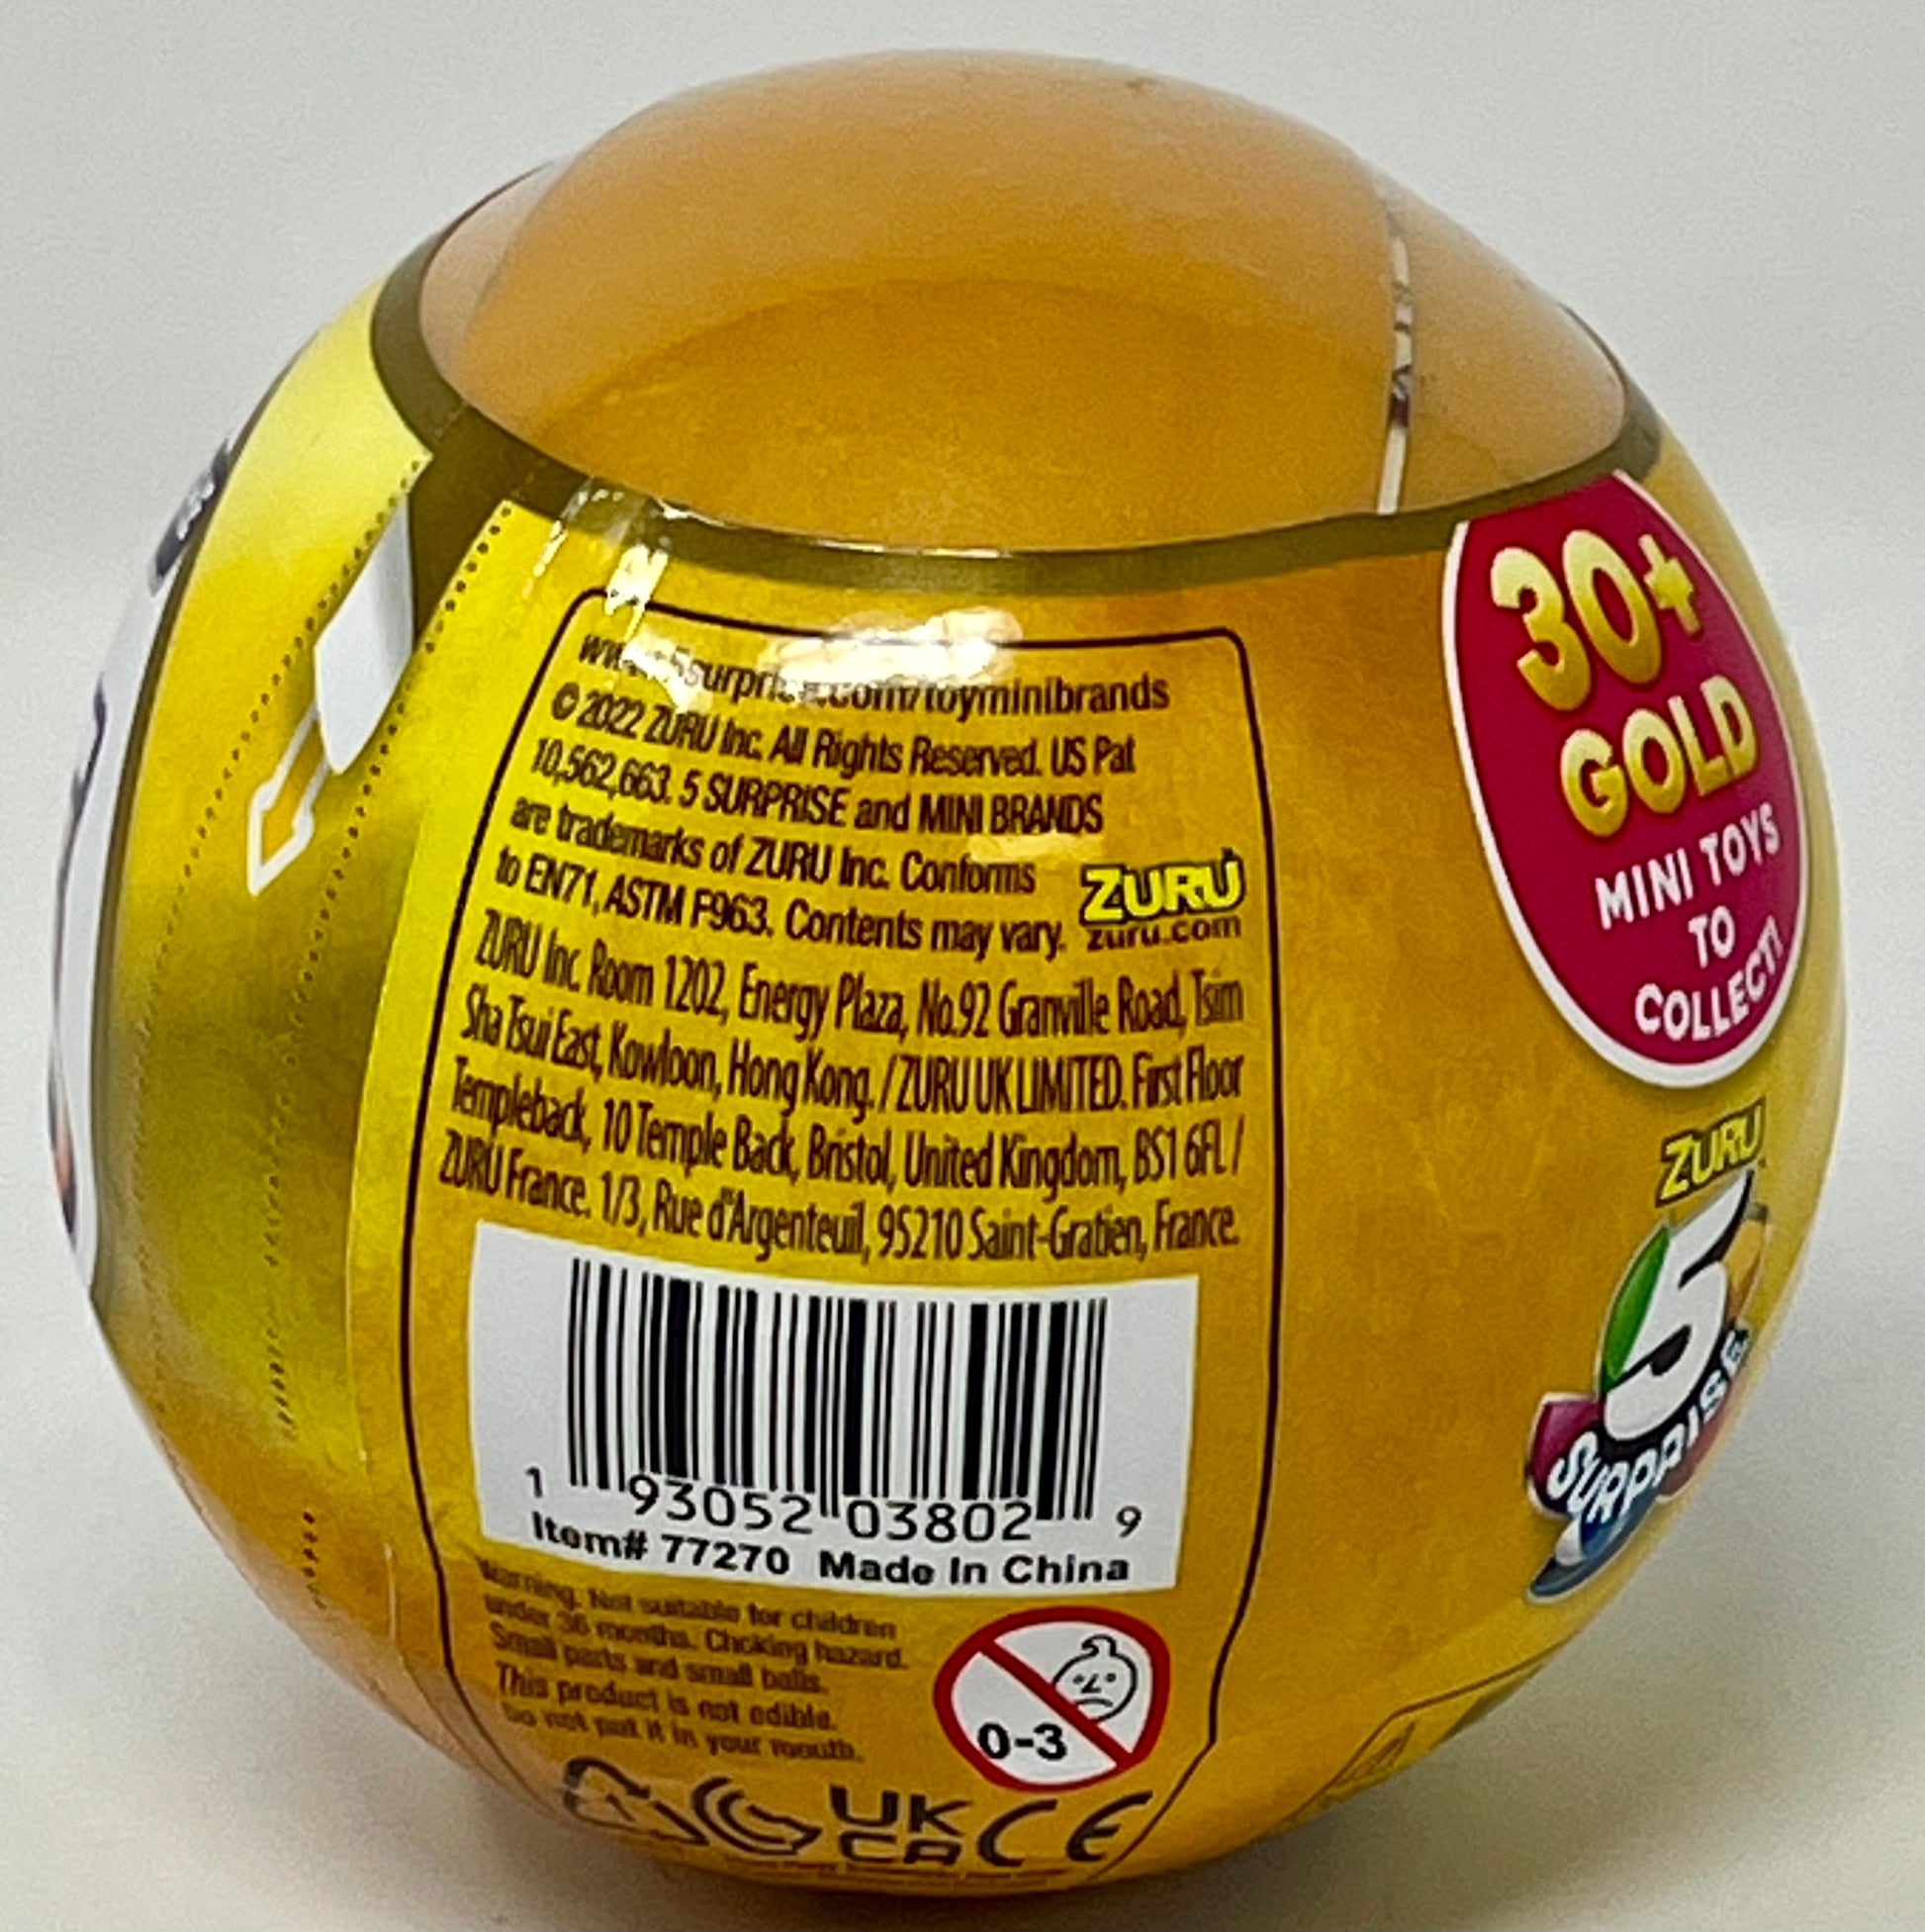 www.5surprise.com/toyminibrands
© 2022 ZURU Inc. All Rights Reserved. US Pat
10,562,663. 5 SURPRISE and MINI BRANDS
are trademarks of ZURU Inc. Conforms
to EN71, ASTM F963. Contents may vary.
ZURU
zuru.com
ZURU Inc. Room 1202, Energy Plaza, No.92 Granville Road, Tsim
Sha Tsui East, Kowloon, Hong Kong. / ZURU UK LIMITED. First Floor
Templeback, 10 Temple Back, Bristol, United Kingdom, BS1 6FL /
ZURU France. 1/3, Rue d'Argenteuil, 95210 Saint-Gratien, France.
1 93052 03802 9
Item# 77270 Made In China
Warning. Not suitable for children
under 36 months. Choking hazard.
Small parts and small balls.
This product is not edible.
Do not put it in your mouth.
0-3
UK
CA CE
30+
GOLD
MINI TOYS
TO
COLLECT!
ZURU
5
SURPRISE